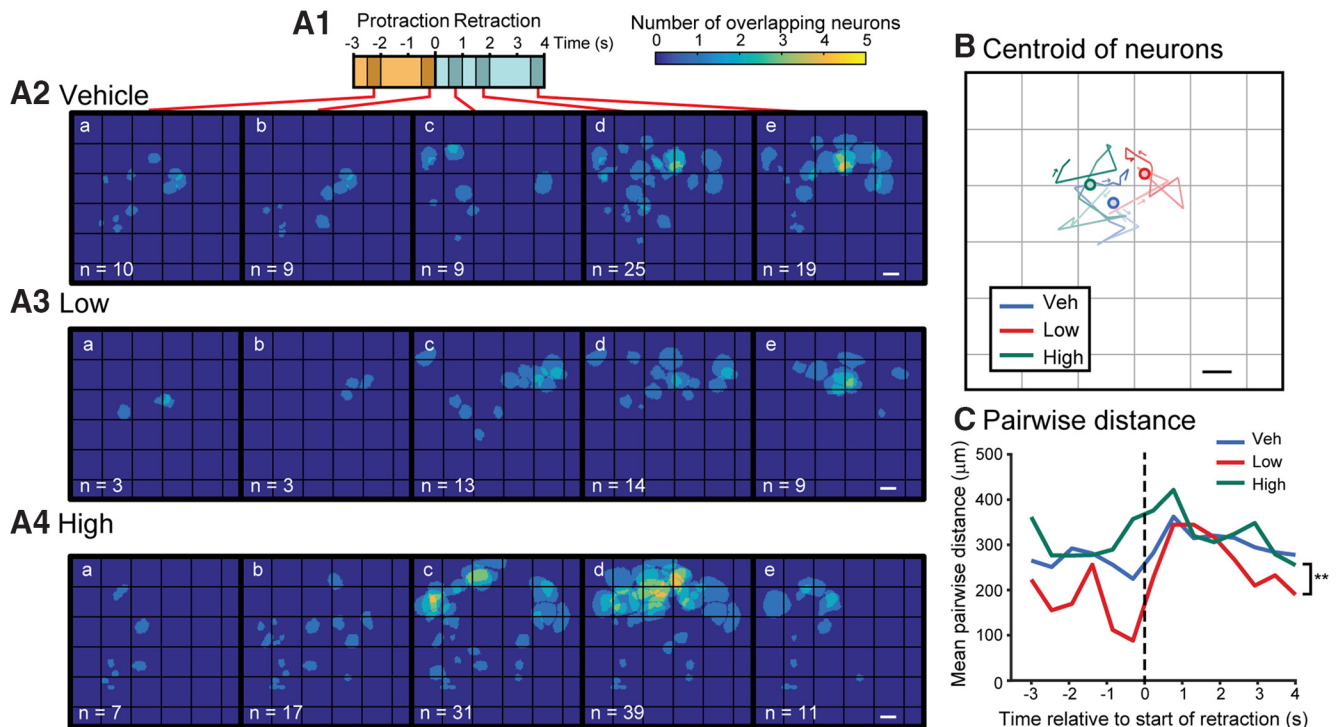 A1
Protraction Retraction
-3 -2 -1 0 1 2 3 4 Time (s)
Number of overlapping neurons
0 1 2 3 4 5
A2 Vehicle
a b c d e
n = 10 n = 9 n = 9 n = 25 n = 19
A3 Low
a b c d e
n = 3 n = 3 n = 13 n = 14 n = 9
A4 High
a b c d e
n = 7 n = 17 n = 31 n = 39 n = 11
B Centroid of neurons
Veh
Low
High
C Pairwise distance
Veh
Low
High
Mean pairwise distance (μm)
500
400
300
200
100
0
**
-3 -2 -1 0 1 2 3 4
Time relative to start of retraction (s)